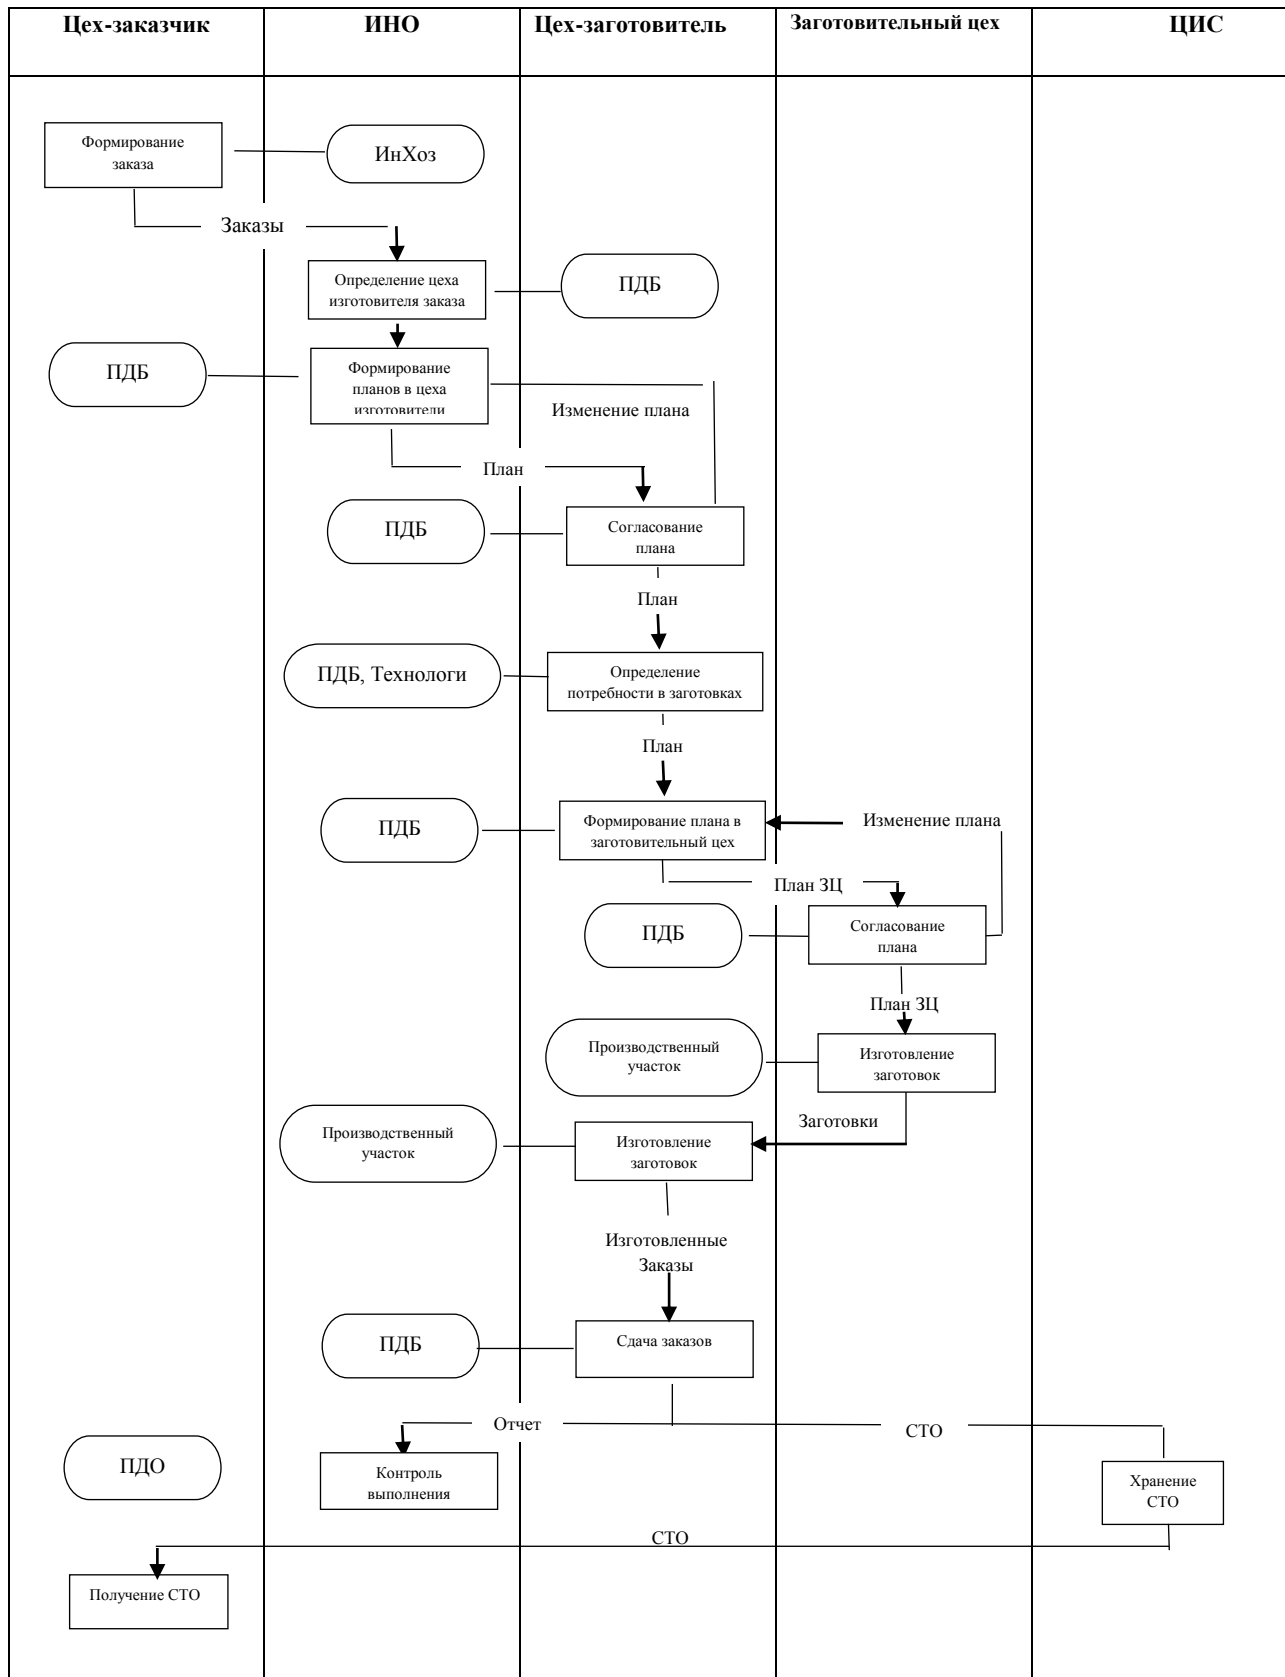 Цех-заказчик
ИНО
Цех-заготовитель
Заготовительный цех
ЦИС
Формирование
заказа
ИнХоз
Заказы
Определение цеха
изготовителя заказа
ПДБ
ПДБ
Формирование
планов в цеха
изготовители
Изменение плана
План
ПДБ
Согласование
плана
План
ПДБ, Технологи
Определение
потребности в заготовках
План
ПДБ
Формирование плана в
заготовительный цех
Изменение плана
План ЗЦ
ПДБ
Согласование
плана
План ЗЦ
Производственный
участок
Изготовление
заготовок
Заготовки
Производственный
участок
Изготовление
заготовок
Изготовленные
Заказы
ПДБ
Сдача заказов
Отчет
СТО
ПДО
Контроль
выполнения
Хранение
СТО
СТО
Получение СТО